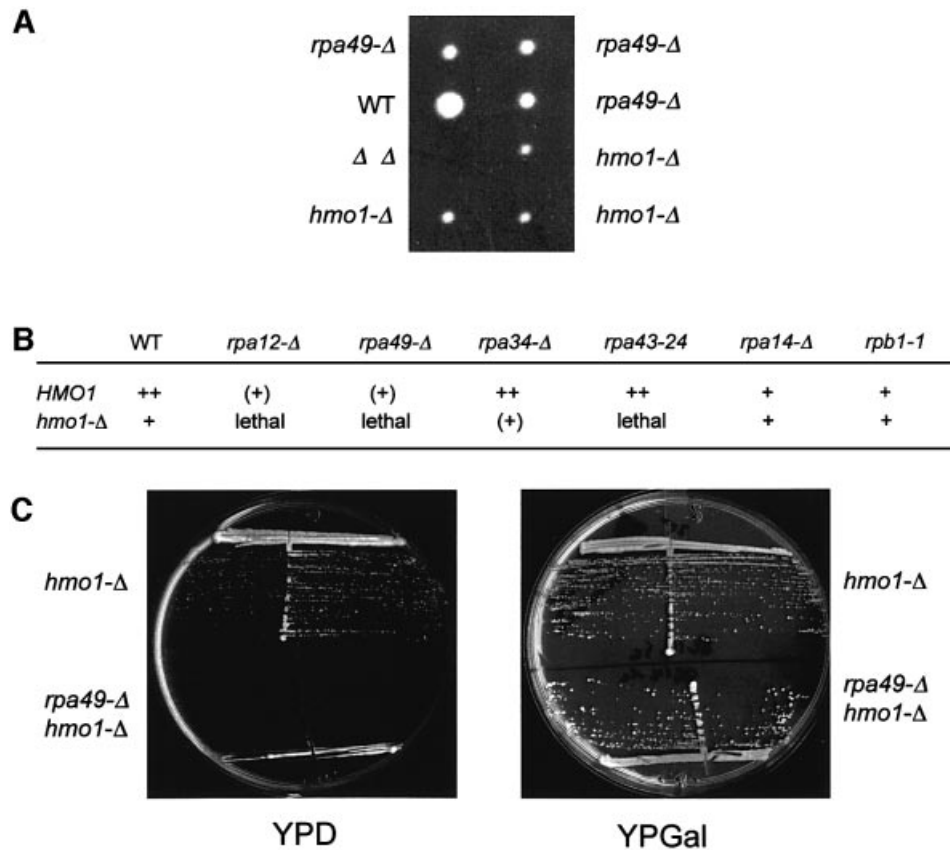 A
rpa49-Δ rpa49-Δ
WT rpa49-Δ
Δ Δ hmo1-Δ
hmo1-Δ hmo1-Δ
B WT rpa12-Δ rpa49-Δ rpa34-Δ rpa43-24 rpa14-Δ rpb1-1
HMO1 ++ (+) (+) ++ ++ + +
hmo1-Δ + lethal lethal (+) lethal + +
C
hmo1-Δ hmo1-Δ
rpa49-Δ rpa49-Δ
hmo1-Δ hmo1-Δ
YPD YPGal